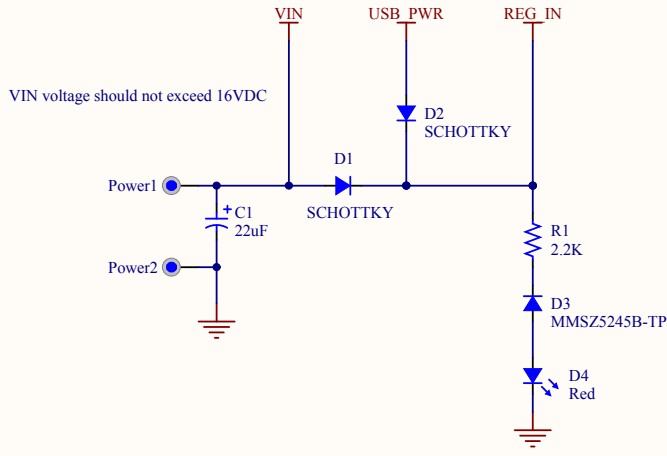 VIN
USB_PWR
REG_IN
VIN voltage should not exceed 16VDC
D2
SCHOTTKY
D1
SCHOTTKY
Power1
+
C1
22uF
Power2
R1
2.2K
D3
MMSZ5245B-TP
D4
Red